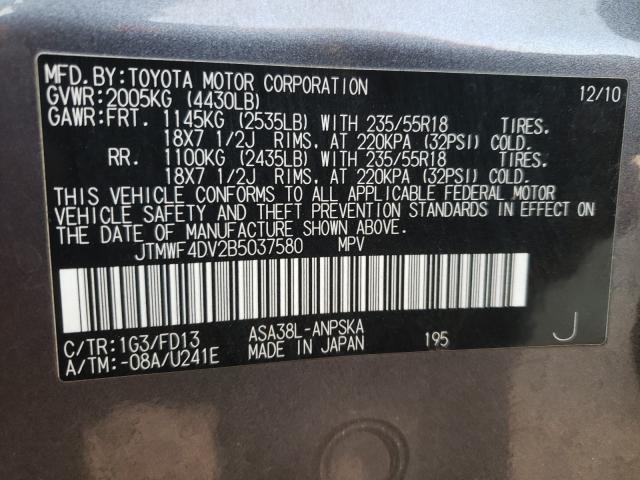 MFD.BY:TOYOTA MOTOR CORPORATION 12/10
GVWR:2005KG (4430LB)
GAWR:FRT. 1145KG (2535LB) WITH 235/55R18 TIRES.
18X7 1/2J RIMS. AT 220KPA (32PSI) COLD.
RR. 1100KG (2435LB) WITH 235/55R18 TIRES.
18X7 1/2J RIMS. AT 220KPA (32PSI) COLD.
THIS VEHICLE CONFORMS TO ALL APPLICABLE FEDERAL MOTOR
VEHICLE SAFETY AND THEFT PREVENTION STANDARDS IN EFFECT ON
THE DATE OF MANUFACTURE SHOWN ABOVE.
JTMWF4DV2B5037580 MPV
C/TR:1G3/FD13 ASA38L-ANPSKA
A/TM:-08A/U241E MADE IN JAPAN 195 J